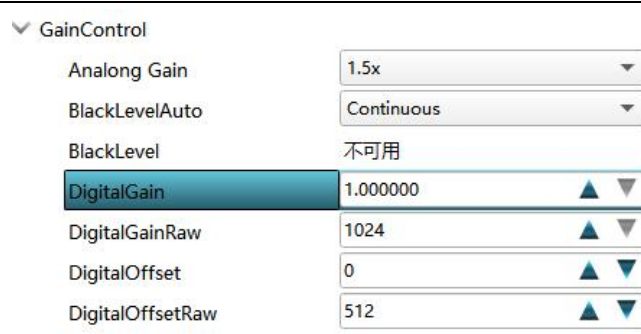 GainControl
Analong Gain 1.5x
BlackLevelAuto Continuous
BlackLevel 不可用
DigitalGain 1.000000
DigitalGainRaw 1024
DigitalOffset 0
DigitalOffsetRaw 512